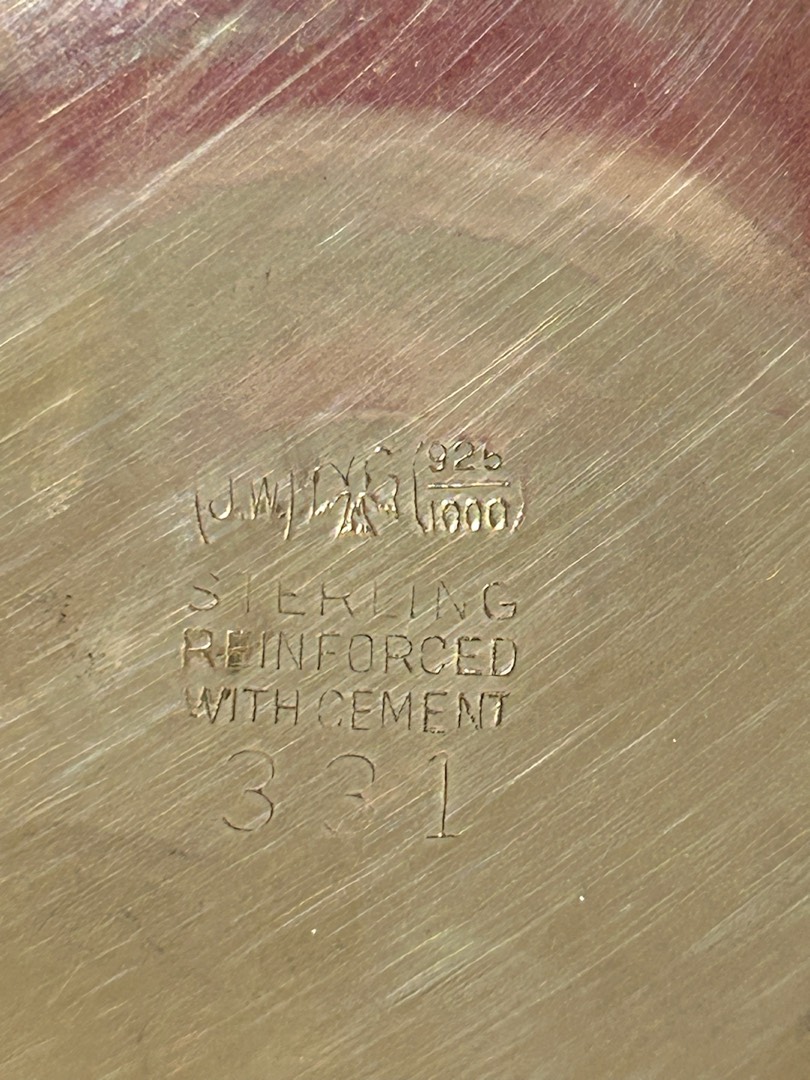 J.W. 925/1000
STERLING
REINFORCED
WITH CEMENT
331